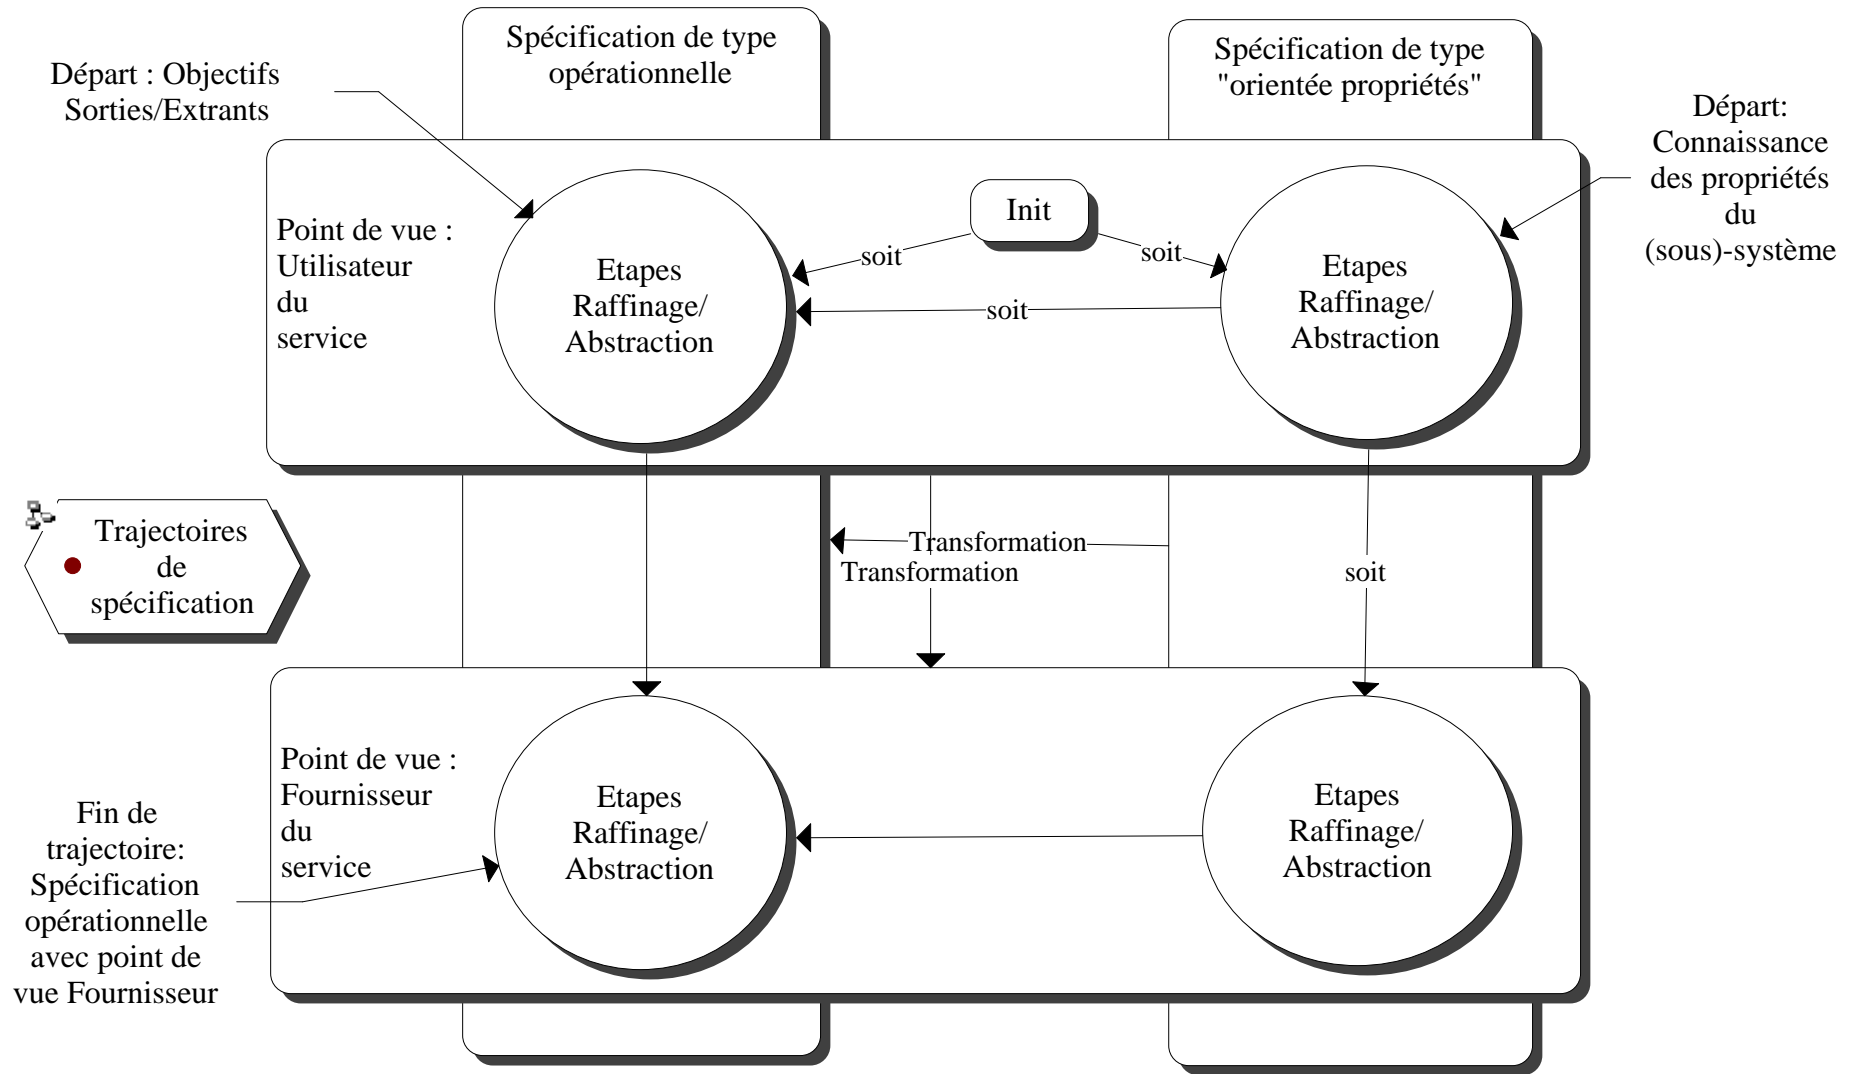 Spécification de type
opérationnelle
Spécification de type
"orientée propriétés"
Départ : Objectifs
Sorties/Extrants
Départ:
Connaissance
des propriétés
du
(sous)-système
Point de vue :
Utilisateur
du
service
Etapes
Raffinage/
Abstraction
Init
soit
soit
soit
Etapes
Raffinage/
Abstraction
Trajectoires
de
spécification
Transformation
Transformation
soit
Point de vue :
Fournisseur
du
service
Etapes
Raffinage/
Abstraction
Etapes
Raffinage/
Abstraction
Fin de
trajectoire:
Spécification
opérationnelle
avec point de
vue Fournisseur